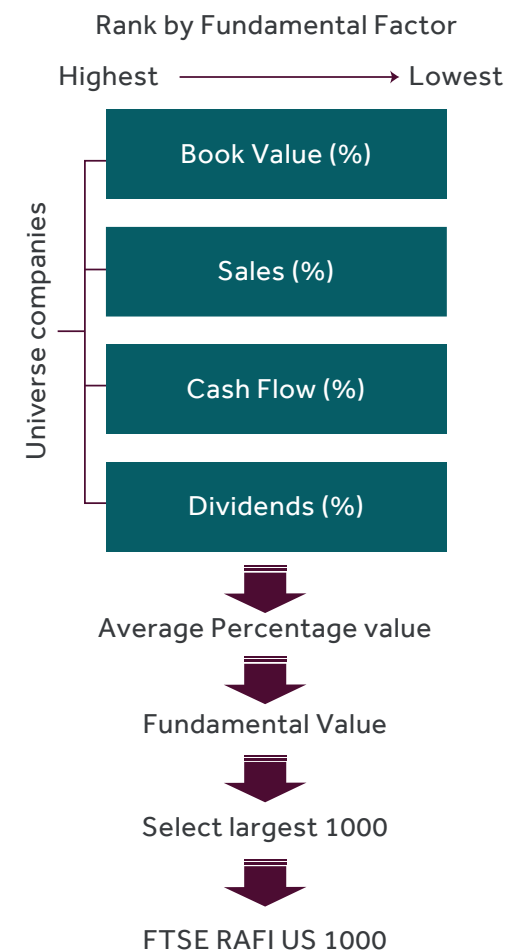 Rank by Fundamental Factor
Highest
Lowest
Universe companies
Book Value (%)
Sales (%)
Cash Flow (%)
Dividends (%)
Average Percentage value
Fundamental Value
Select largest 1000
FTSE RAFI US 1000